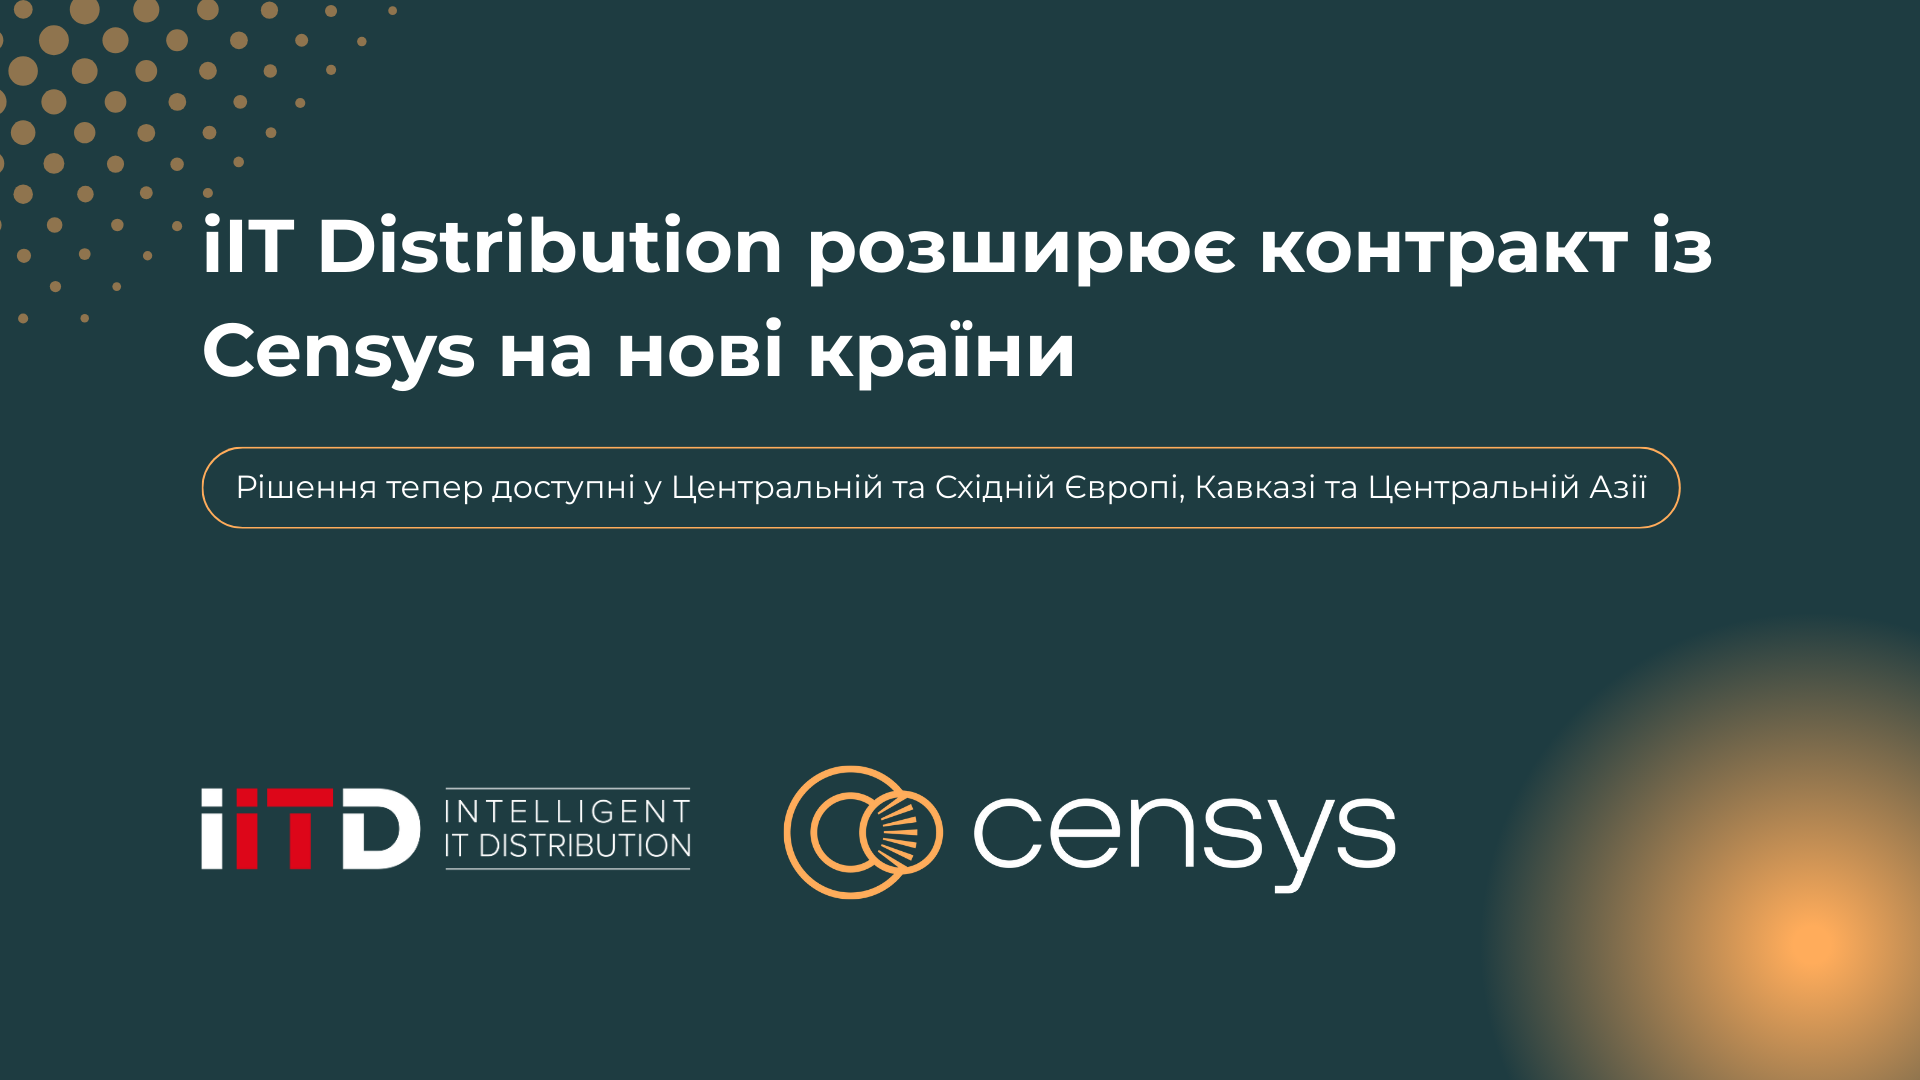 iIT Distribution розширює контракт із
Censys на нові країни
Рішення тепер доступні у Центральній та Східній Європі, Кавказі та Центральній Азії
iITD
INTELLIGENT
IT DISTRIBUTION
censys